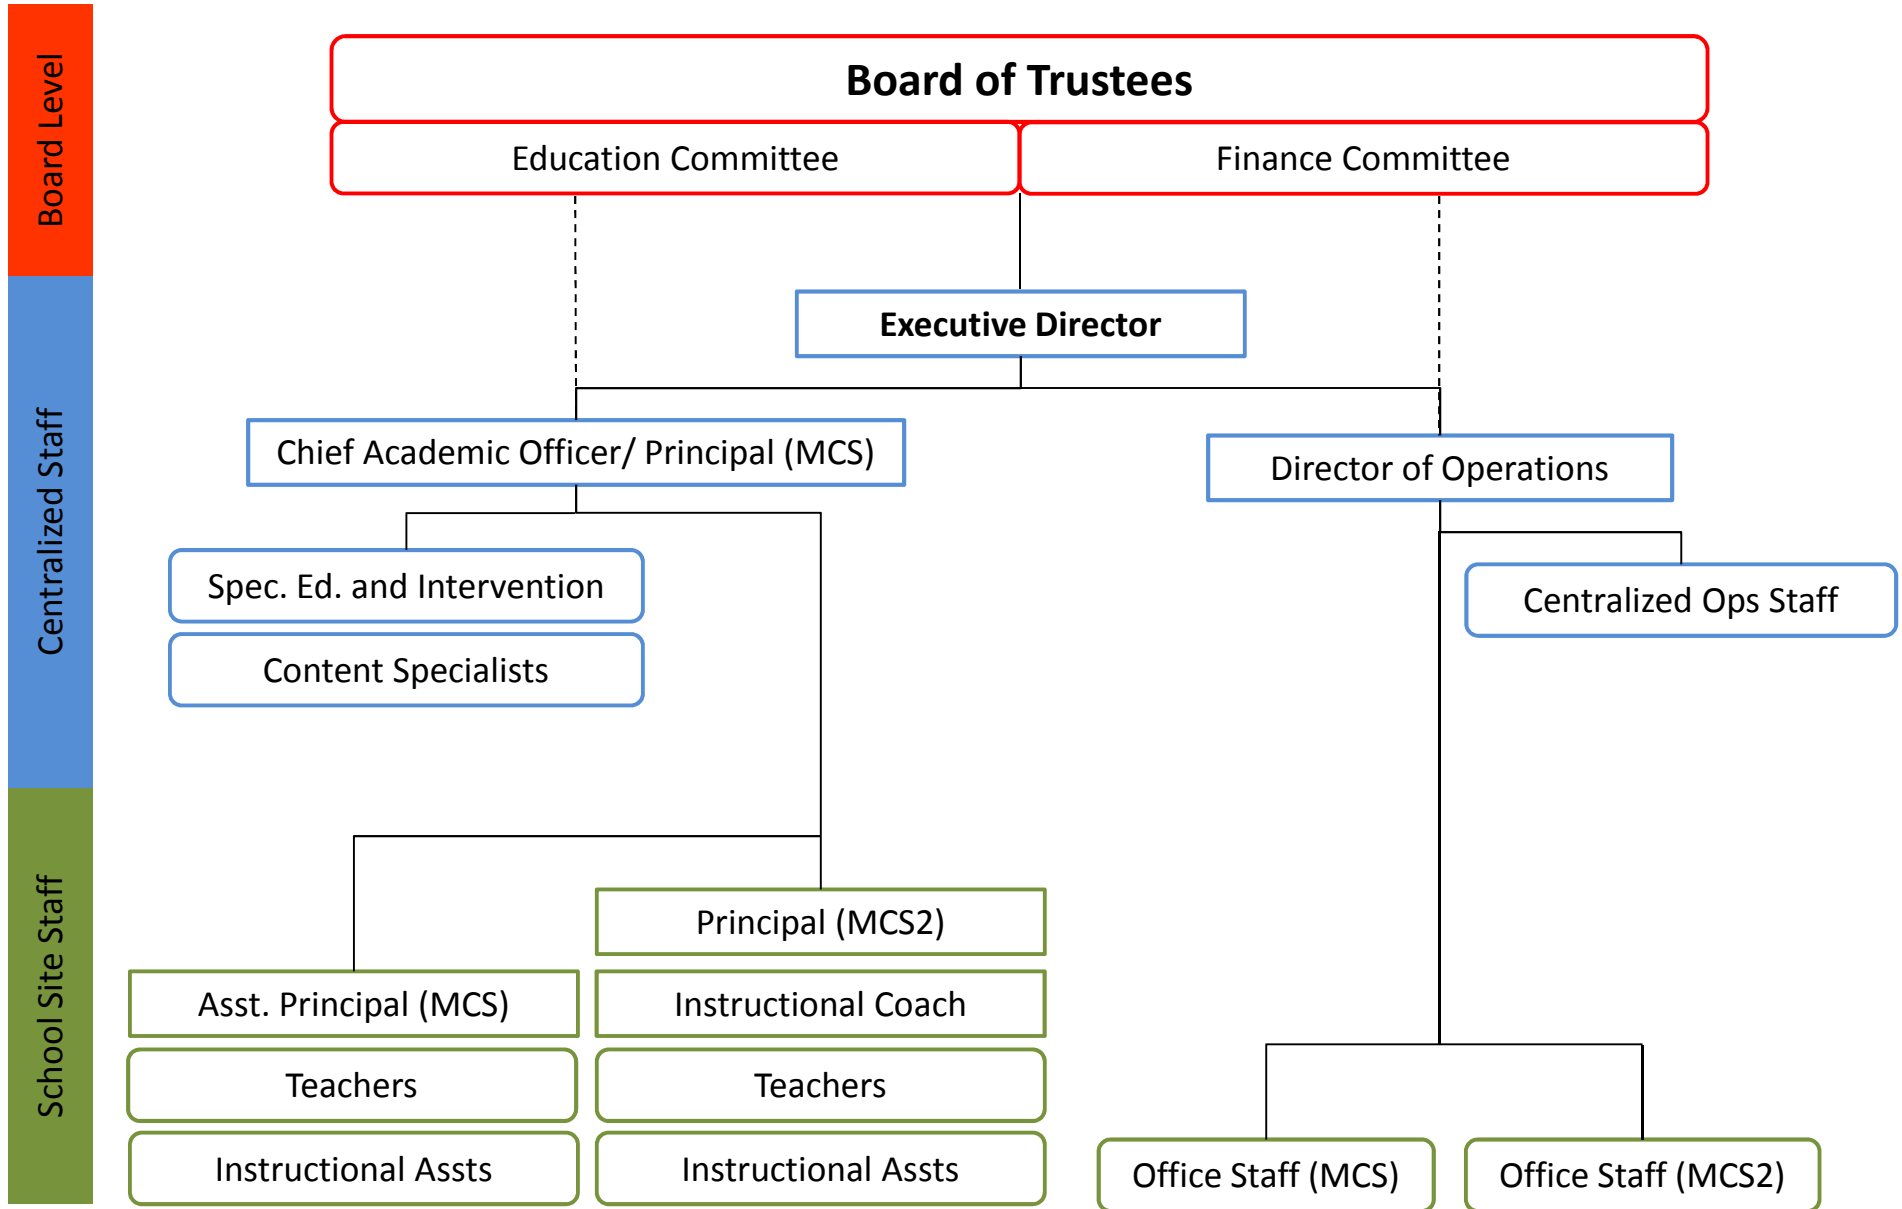 Board Level
Board of Trustees
Education Committee
Finance Committee
Centralized Staff
Executive Director
Chief Academic Officer/ Principal (MCS)
Director of Operations
Spec. Ed. and Intervention
Centralized Ops Staff
Content Specialists
School Site Staff
Principal (MCS2)
Asst. Principal (MCS)
Instructional Coach
Teachers
Teachers
Instructional Assts
Instructional Assts
Office Staff (MCS)
Office Staff (MCS2)